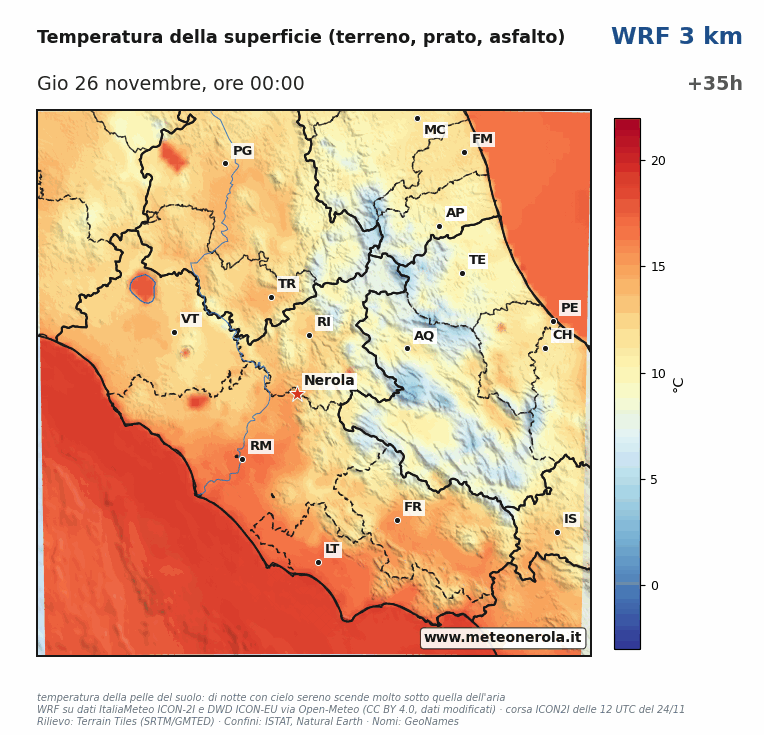 Temperatura della superficie (terreno, prato, asfalto)
WRF 3 km
Gio 26 novembre, ore 00:00
+35h
MC
FM
PG
AP
TE
TR
PE
VT
RI
AQ
CH
Nerola
RM
FR
IS
LT
www.meteonerola.it
20
15
10
5
0
°C
temperatura della pelle del suolo: di notte con cielo sereno scende molto sotto quella dell'aria
WRF su dati ItaliaMeteo ICON-2I e DWD ICON-EU via Open-Meteo (CC BY 4.0, dati modificati) · corsa ICON2I delle 12 UTC del 24/11
Rilievo: Terrain Tiles (SRTM/GMTED) · Confini: ISTAT, Natural Earth · Nomi: GeoNames